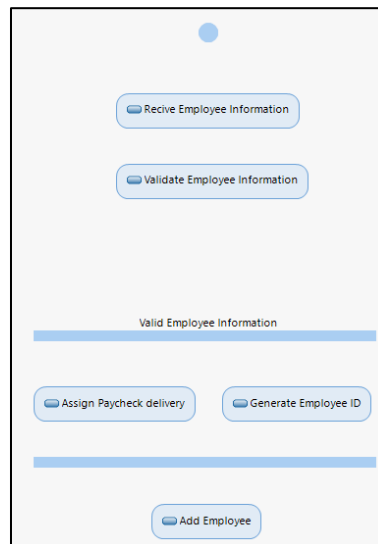 Recive Employee Information
Validate Employee Information
Valid Employee Information
Assign Paycheck delivery
Generate Employee ID
Add Employee